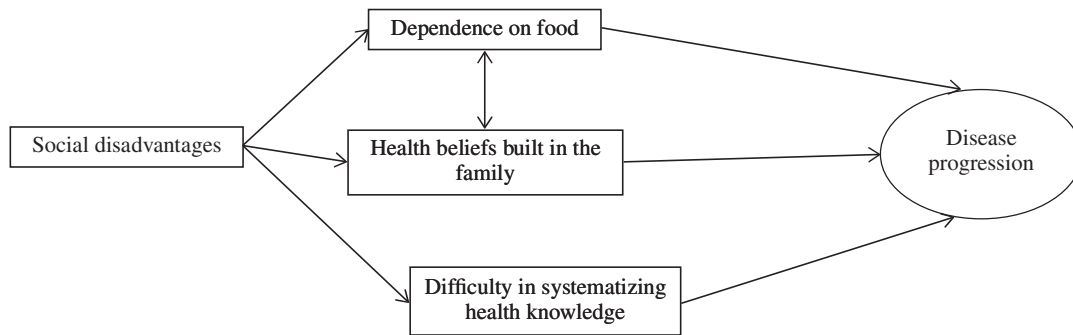 Dependence on food
Social disadvantages
Health beliefs built in the
family
Disease
progression
Difficulty in systematizing
health knowledge